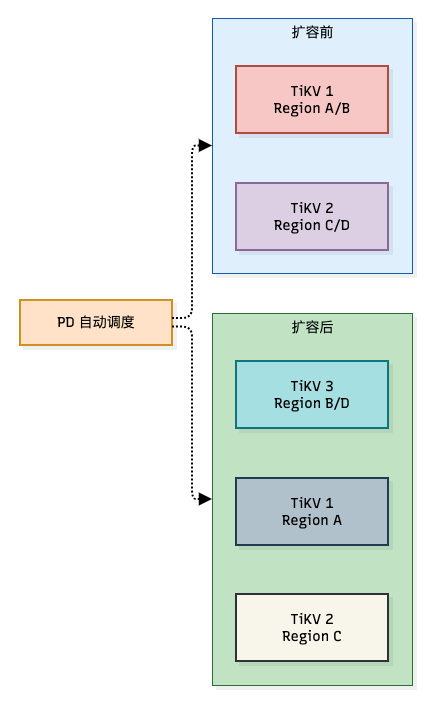 扩容前
TiKV 1
Region A/B
TiKV 2
Region C/D
PD 自动调度
扩容后
TiKV 3
Region B/D
TiKV 1
Region A
TiKV 2
Region C